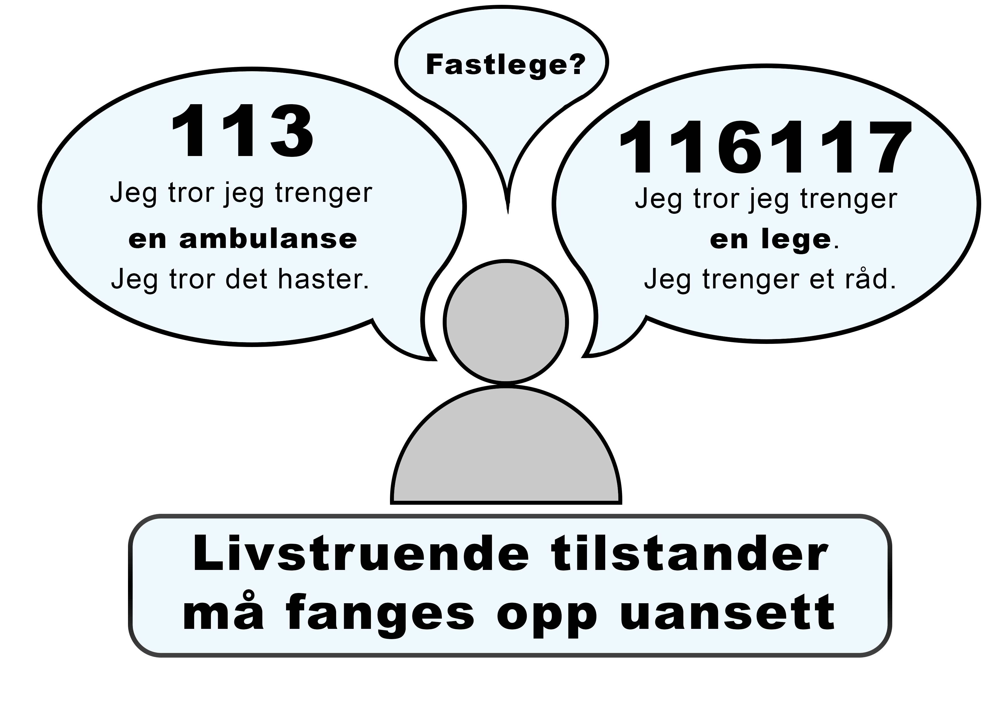 Fastlege?
113
Jeg tror jeg trenger
en ambulanse
Jeg tror det haster.
116117
Jeg tror jeg trenger
en lege.
Jeg trenger et råd.
Livstruende tilstander
må fanges opp uansett